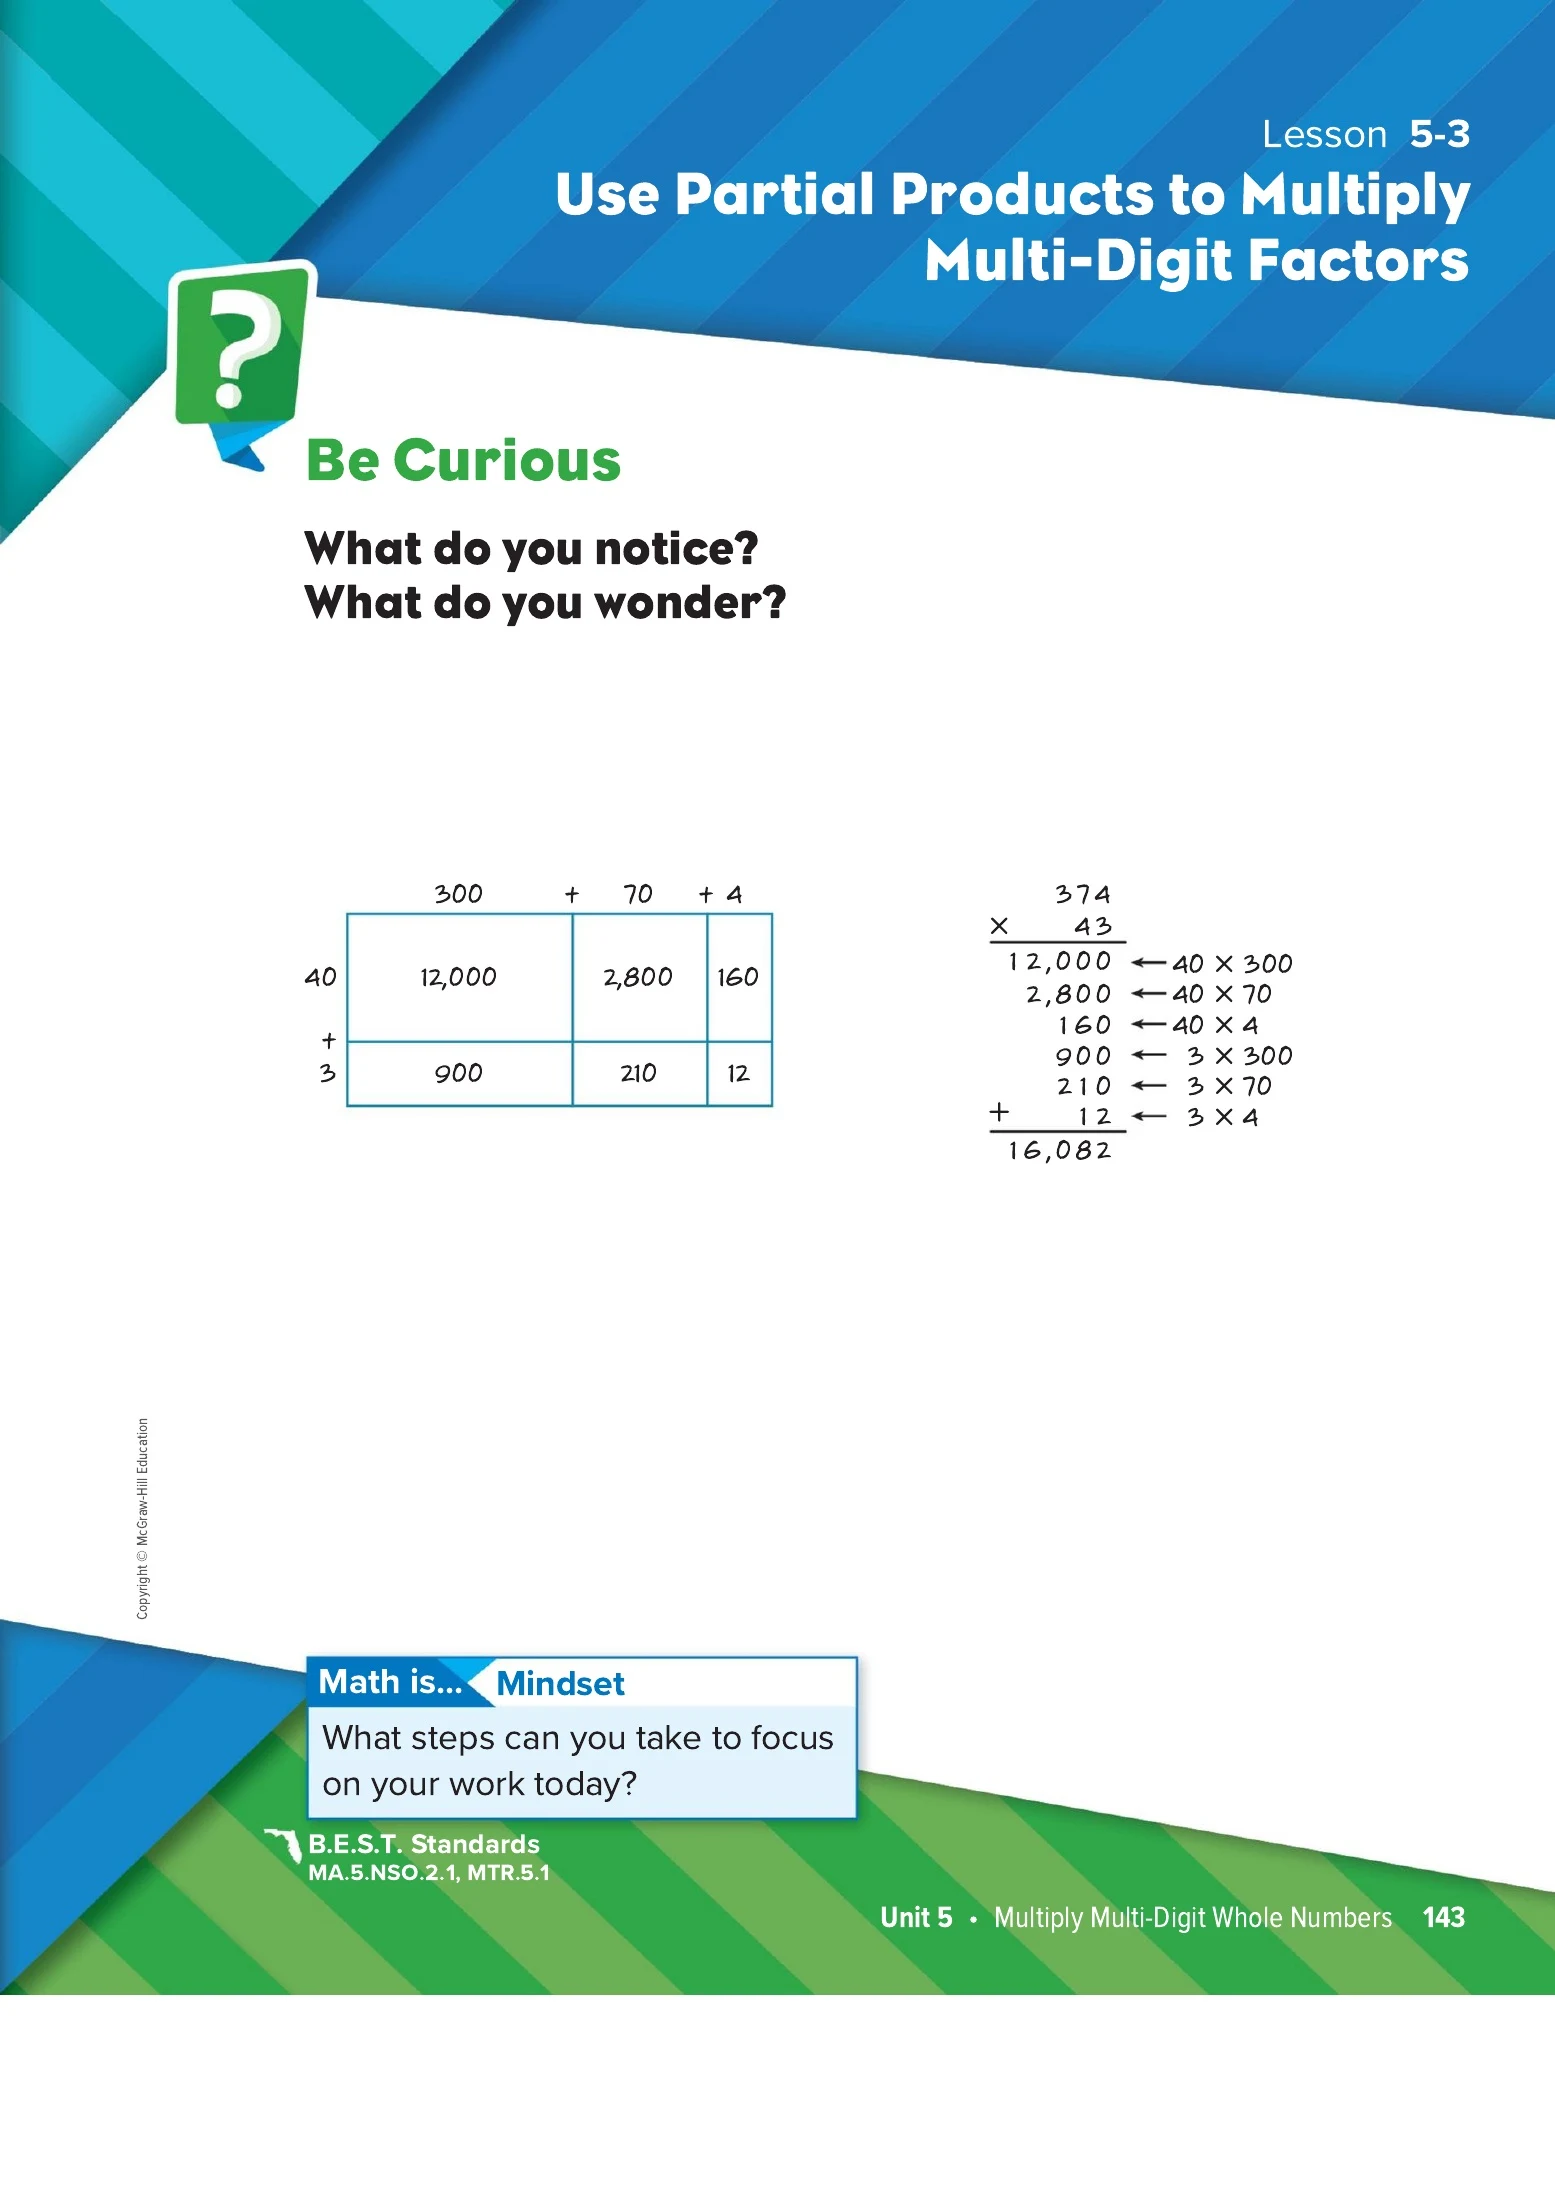 Lesson 5-3
Use Partial Products to Multiply
Multi-Digit Factors
?
Be Curious
What do you notice?
What do you wonder?
300 + 70 + 4
40 12,000 2,800 160
+
3 900 210 12
374
× 43
12,000 ← 40 × 300
2,800 ← 40 × 70
160 ← 40 × 4
900 ← 3 × 300
210 ← 3 × 70
+ 12 ← 3 × 4
16,082
Copyright © McGraw-Hill Education
Math is... Mindset
What steps can you take to focus
on your work today?
B.E.S.T. Standards
MA.5.NSO.2.1, MTR.5.1
Unit 5 • Multiply Multi-Digit Whole Numbers 143